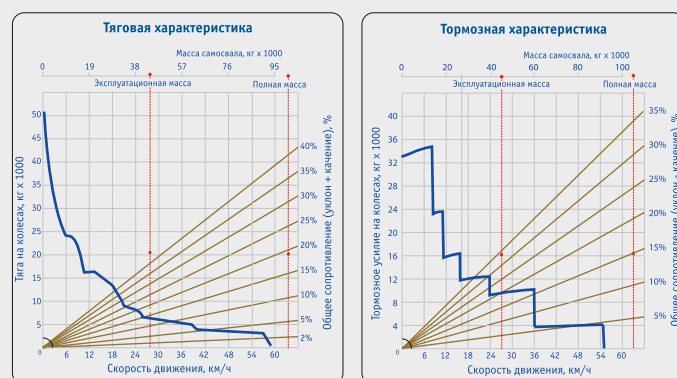 Тяговая характеристика
Масса самосвала, кг x 1000
0 19 38 57 76 95
Эксплуатационная масса Полная масса
Тяга на колесах, кг x 1000
50
45
40
35
30
25
20
15
10
5
0
6 12 18 24 30 36 42 48 54 60
Скорость движения, км/ч
40%
35%
30%
25%
20%
15%
10%
5%
2%
Общее сопротивление (уклон + качение), %
Тормозная характеристика
Масса самосвала, кг x 1000
0 20 40 60 80 100
Эксплуатационная масса Полная масса
Тормозное усилие на колесах, кг x 1000
40
36
32
28
24
20
16
12
8
4
0
6 12 18 24 30 36 42 48 54 60
Скорость движения, км/ч
35%
30%
25%
20%
15%
10%
5%
Общее сопротивление (уклон - качение), %